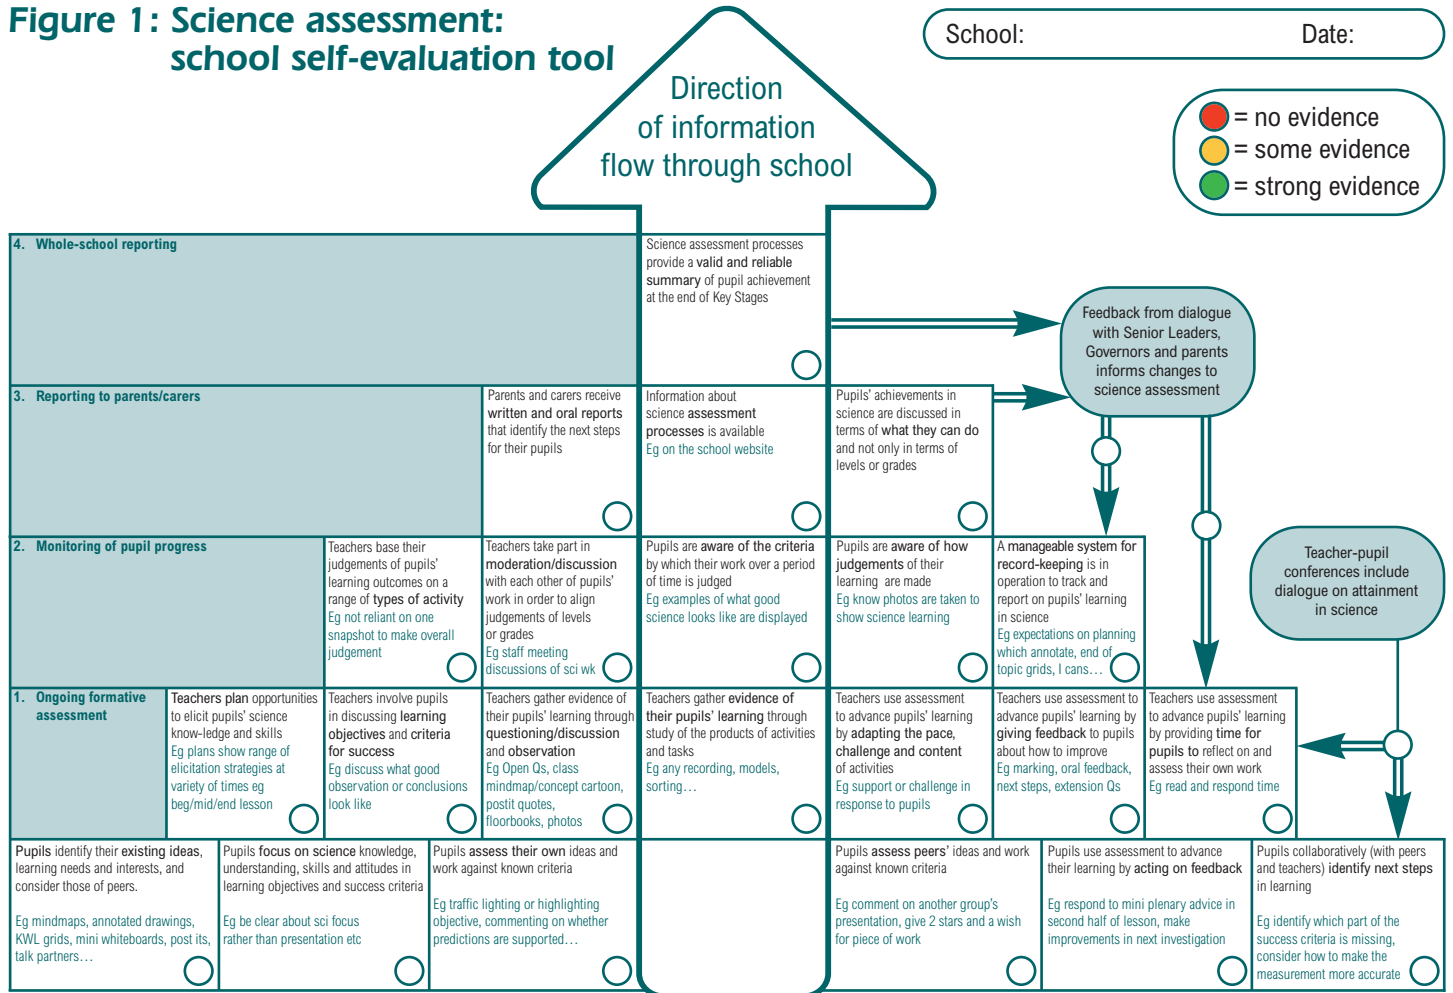 Figure 1: Science assessment:
school self-evaluation tool
Direction
of information
flow through school
School: Date:
= no evidence
= some evidence
= strong evidence
4. Whole-school reporting
Science assessment processes
provide a valid and reliable
summary of pupil achievement
at the end of Key Stages
Feedback from dialogue
with Senior Leaders,
Governors and parents
informs changes to
science assessment
3. Reporting to parents/carers
Parents and carers receive
written and oral reports
that identify the next steps
for their pupils
Information about
science assessment
processes is available
Eg on the school website
Pupils' achievements in
science are discussed in
terms of what they can do
and not only in terms of
levels or grades
2. Monitoring of pupil progress
Teachers base their
judgements of pupils'
learning outcomes on a
range of types of activity
Eg not reliant on one
snapshot to make overall
judgement
Teachers take part in
moderation/discussion
with each other of pupils'
work in order to align
judgements of levels
or grades
Eg staff meeting
discussions of sci wk
Pupils are aware of the criteria
by which their work over a period
of time is judged
Eg examples of what good
science looks like are displayed
Pupils are aware of how
judgements of their
learning are made
Eg know photos are taken to
show science learning
A manageable system for
record-keeping is in
operation to track and
report on pupils' learning
in science
Eg expectations on planning
which annotate, end of
topic grids, I cans…
Teacher-pupil
conferences include
dialogue on attainment
in science
1. Ongoing formative
assessment
Teachers plan opportunities
to elicit pupils' science
know-ledge and skills
Eg plans show range of
elicitation strategies at
variety of times eg
beg/mid/end lesson
Teachers involve pupils
in discussing learning
objectives and criteria
for success
Eg discuss what good
observation or conclusions
look like
Teachers gather evidence of
their pupils' learning through
questioning/discussion
and observation
Eg Open Qs, class
mindmap/concept cartoon,
postit quotes,
floorbooks, photos
Teachers gather evidence of
their pupils' learning through
study of the products of activities
and tasks
Eg any recording, models,
sorting…
Teachers use assessment
to advance pupils' learning
by adapting the pace,
challenge and content
of activities
Eg support or challenge in
response to pupils
Teachers use assessment to
advance pupils' learning by
giving feedback to pupils
about how to improve
Eg marking, oral feedback,
next steps, extension Qs
Teachers use assessment
to advance pupils' learning
by providing time for
pupils to reflect on and
assess their own work
Eg read and respond time
Pupils identify their existing ideas,
learning needs and interests, and
consider those of peers.
Eg mindmaps, annotated drawings,
KWL grids, mini whiteboards, post its,
talk partners…
Pupils focus on science knowledge,
understanding, skills and attitudes in
learning objectives and success criteria
Eg be clear about sci focus
rather than presentation etc
Pupils assess their own ideas and
work against known criteria
Eg traffic lighting or highlighting
objective, commenting on whether
predictions are supported…
Pupils assess peers' ideas and work
against known criteria
Eg comment on another group's
presentation, give 2 stars and a wish
for piece of work
Pupils use assessment to advance
their learning by acting on feedback
Eg respond to mini plenary advice in
second half of lesson, make
improvements in next investigation
Pupils collaboratively (with peers
and teachers) identify next steps
in learning
Eg identify which part of the
success criteria is missing,
consider how to make the
measurement more accurate